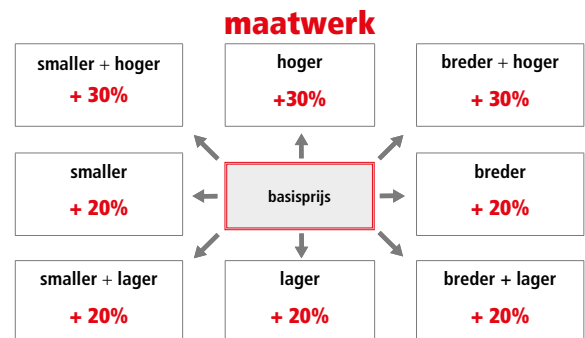 maatwerk
smaller + hoger
+ 30%
hoger
+30%
breder + hoger
+ 30%
smaller
+ 20%
basisprijs
breder
+ 20%
smaller + lager
+ 20%
lager
+ 20%
breder + lager
+ 20%